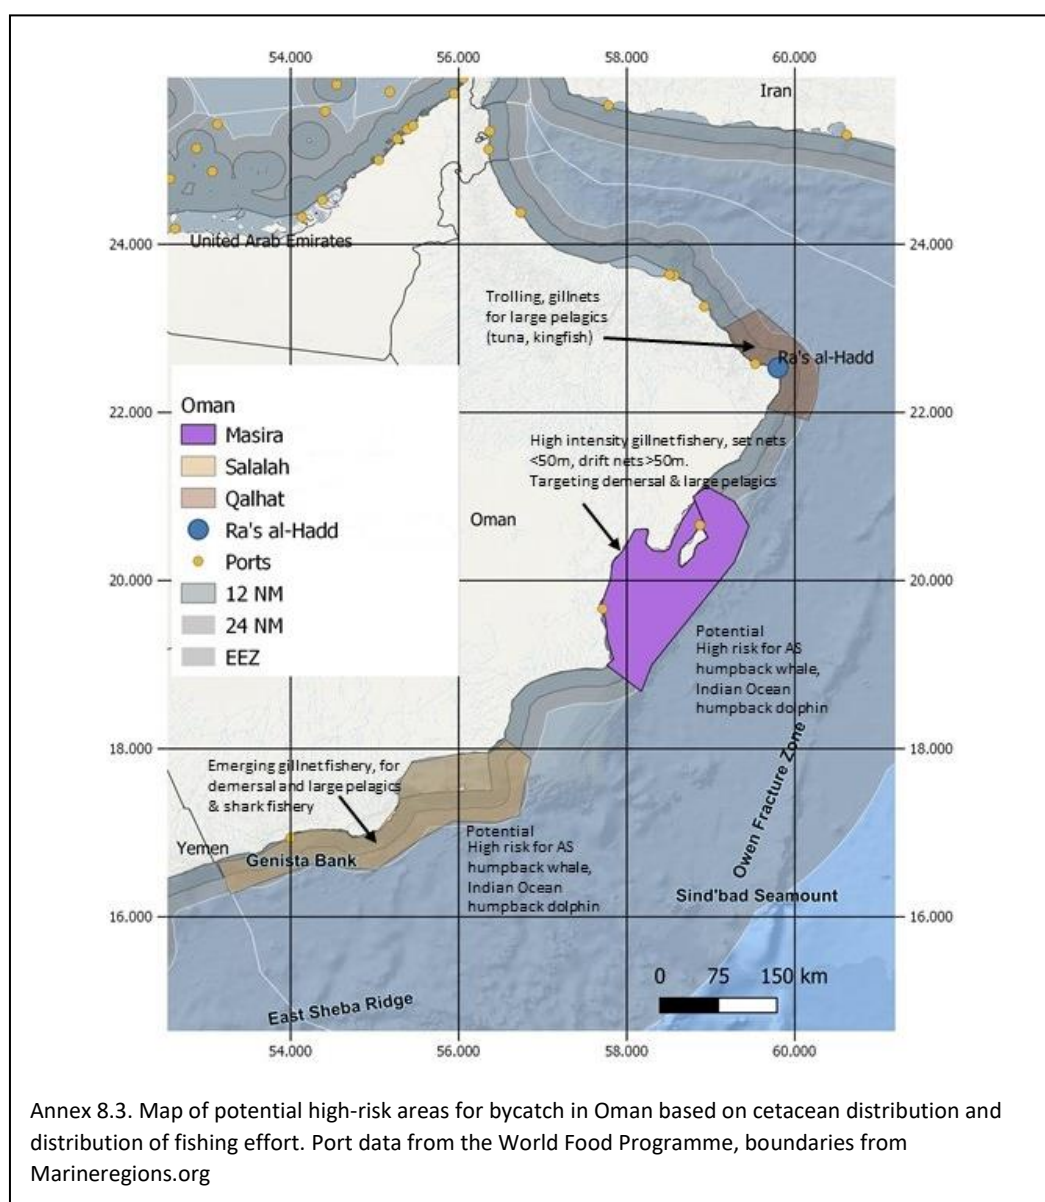 54.000 56.000 58.000 60.000
Iran
United Arab Emirates
24.000 24.000
Trolling, gillnets
for large pelagics
(tuna, kingfish)
Ra's al-Hadd
22.000 22.000
Oman
Masira
Salalah
Qalhat
Ra's al-Hadd
Ports
12 NM
24 NM
EEZ
High intensity gillnet fishery, set nets
<50m, drift nets >50m.
Targeting demersal & large pelagics
Oman
20.000 20.000
Potential
High risk for AS
humpback whale,
Indian Ocean
humpback dolphin
18.000 18.000
Emerging gillnet fishery, for
demersal and large pelagics
& shark fishery
Yemen
Genista Bank
Potential
High risk for AS
humpback whale,
Indian Ocean
humpback dolphin
Owen Fracture Zone
Sind'bad Seamount
16.000 16.000
East Sheba Ridge
0 75 150 km
54.000 56.000 58.000 60.000
Annex 8.3. Map of potential high-risk areas for bycatch in Oman based on cetacean distribution and
distribution of fishing effort. Port data from the World Food Programme, boundaries from
Marineregions.org